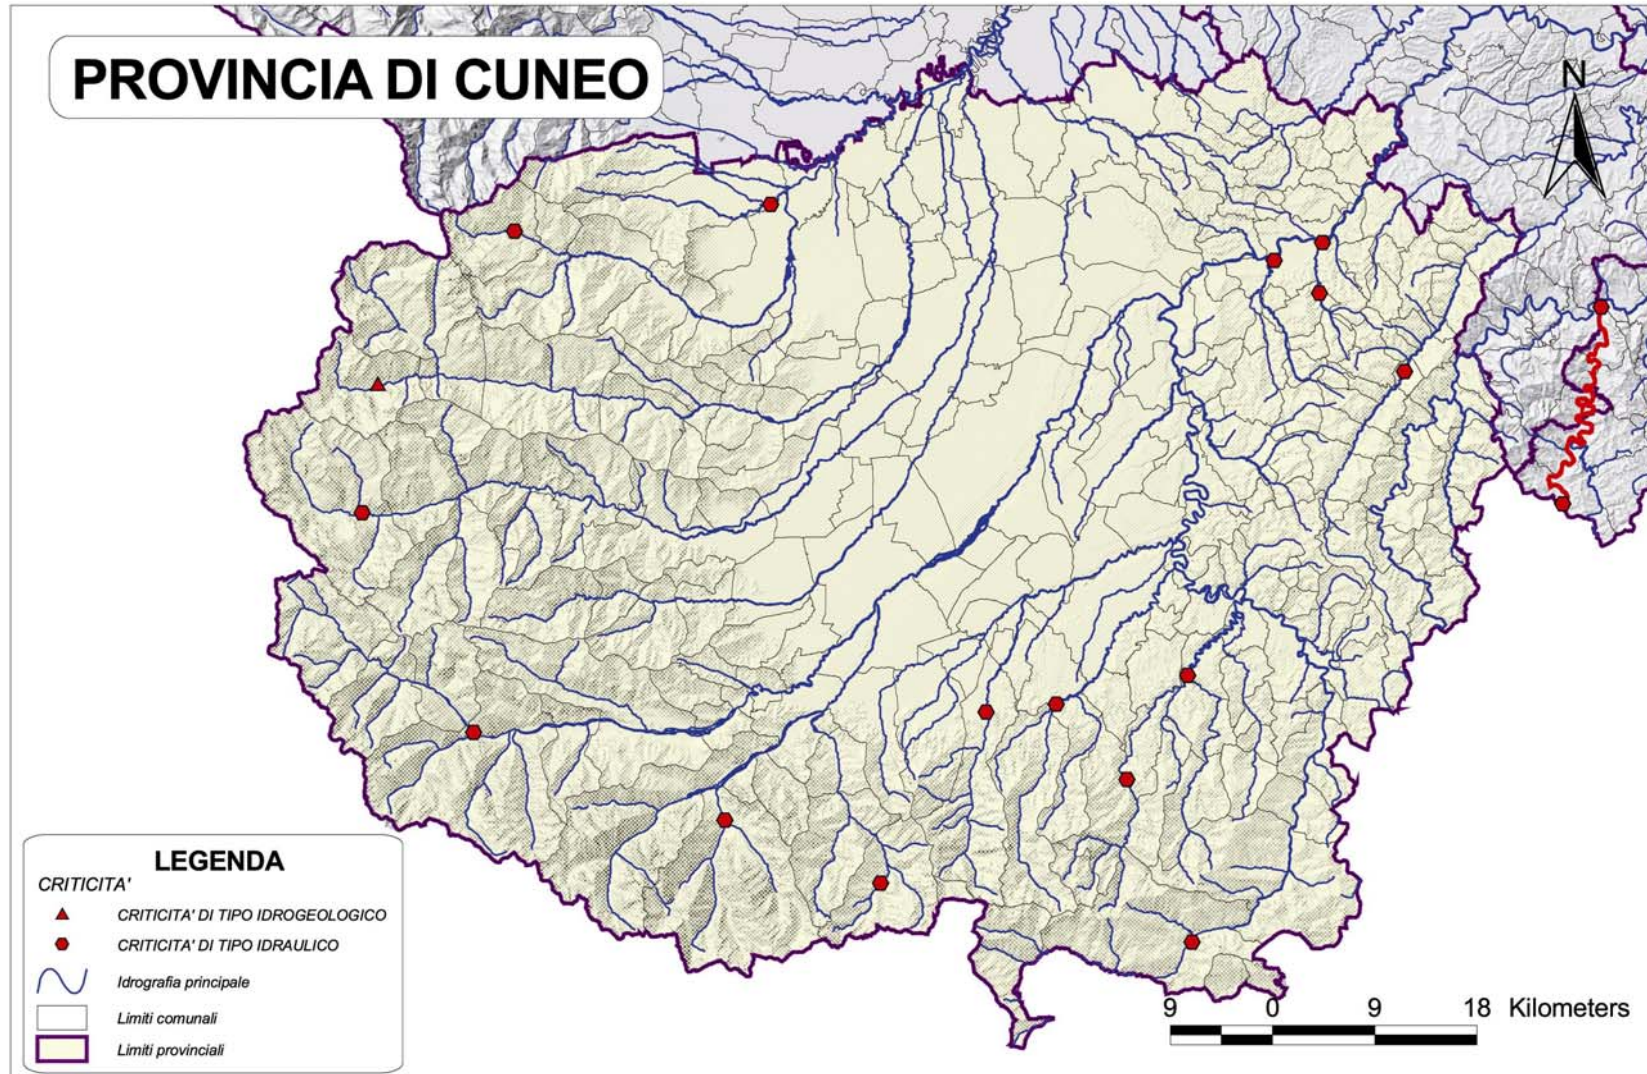 PROVINCIA DI CUNEO
N
LEGENDA
CRITICITA'
CRITICITA' DI TIPO IDROGEOLOGICO
CRITICITA' DI TIPO IDRAULICO
Idrografia principale
Limiti comunali
Limiti provinciali
9 0 9 18 Kilometers